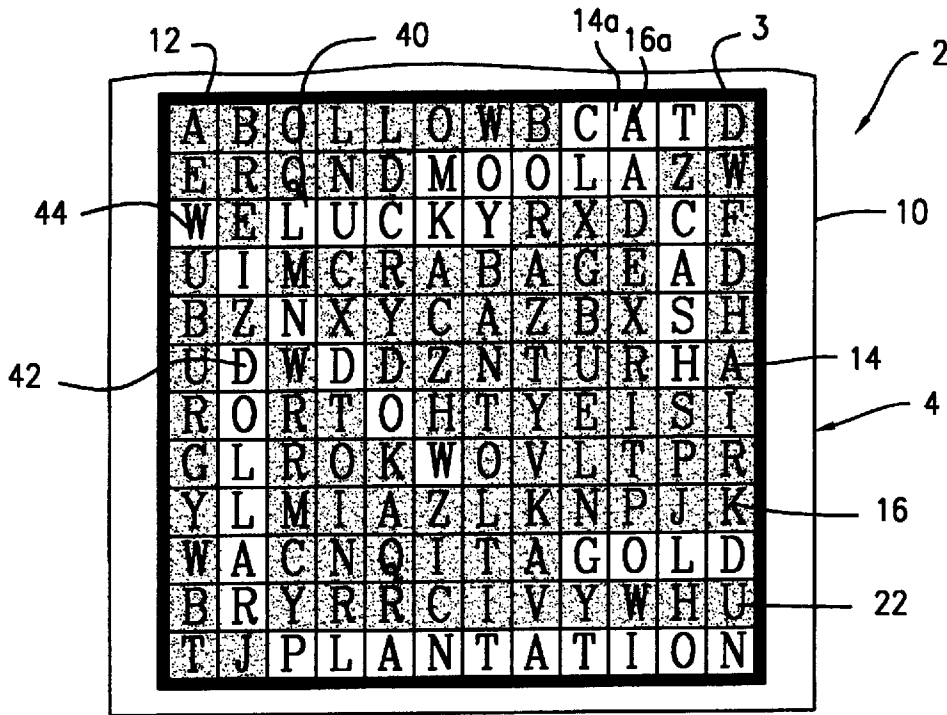 12 40 14a 16a 3 2
A B Q L L O W B C A T D
E R Q N D M O O L A Z W
44 W E L U C K Y R X D C F 10
U I M C R A B A G E A D
B Z N X Y C A Z B X S H
42 U D W D D Z N T U R H A 14
R O R T O H T Y E I S I 4
G L R O K W O V L T P R
Y L M I A Z L K N P J K 16
W A C N Q I T A G O L D
B R Y R R C I V Y W H U 22
T J P L A N T A T I O N